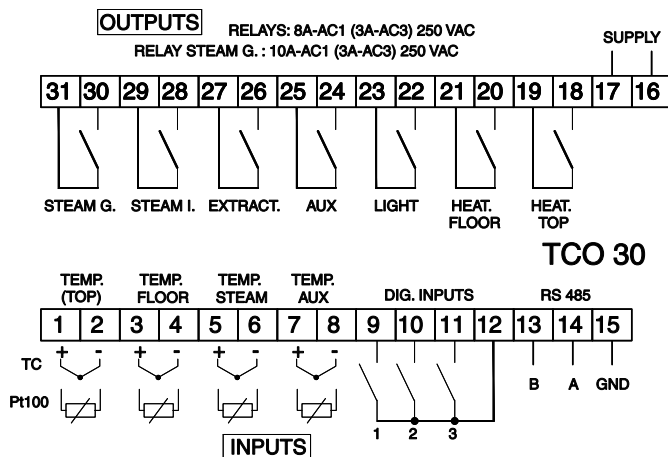 OUTPUTS
RELAYS: 8A-AC1 (3A-AC3) 250 VAC
RELAY STEAM G. : 10A-AC1 (3A-AC3) 250 VAC
SUPPLY
31 30 29 28 27 26 25 24 23 22 21 20 19 18 17 16
STEAM G. STEAM I. EXTRACT. AUX LIGHT HEAT. HEAT.
FLOOR TOP
TCO 30
TEMP. TEMP. TEMP. TEMP.
(TOP) FLOOR STEAM AUX DIG. INPUTS RS 485
1 2 3 4 5 6 7 8 9 10 11 12 13 14 15
+ - + - + - + -
TC
B A GND
Pt100
1 2 3
INPUTS